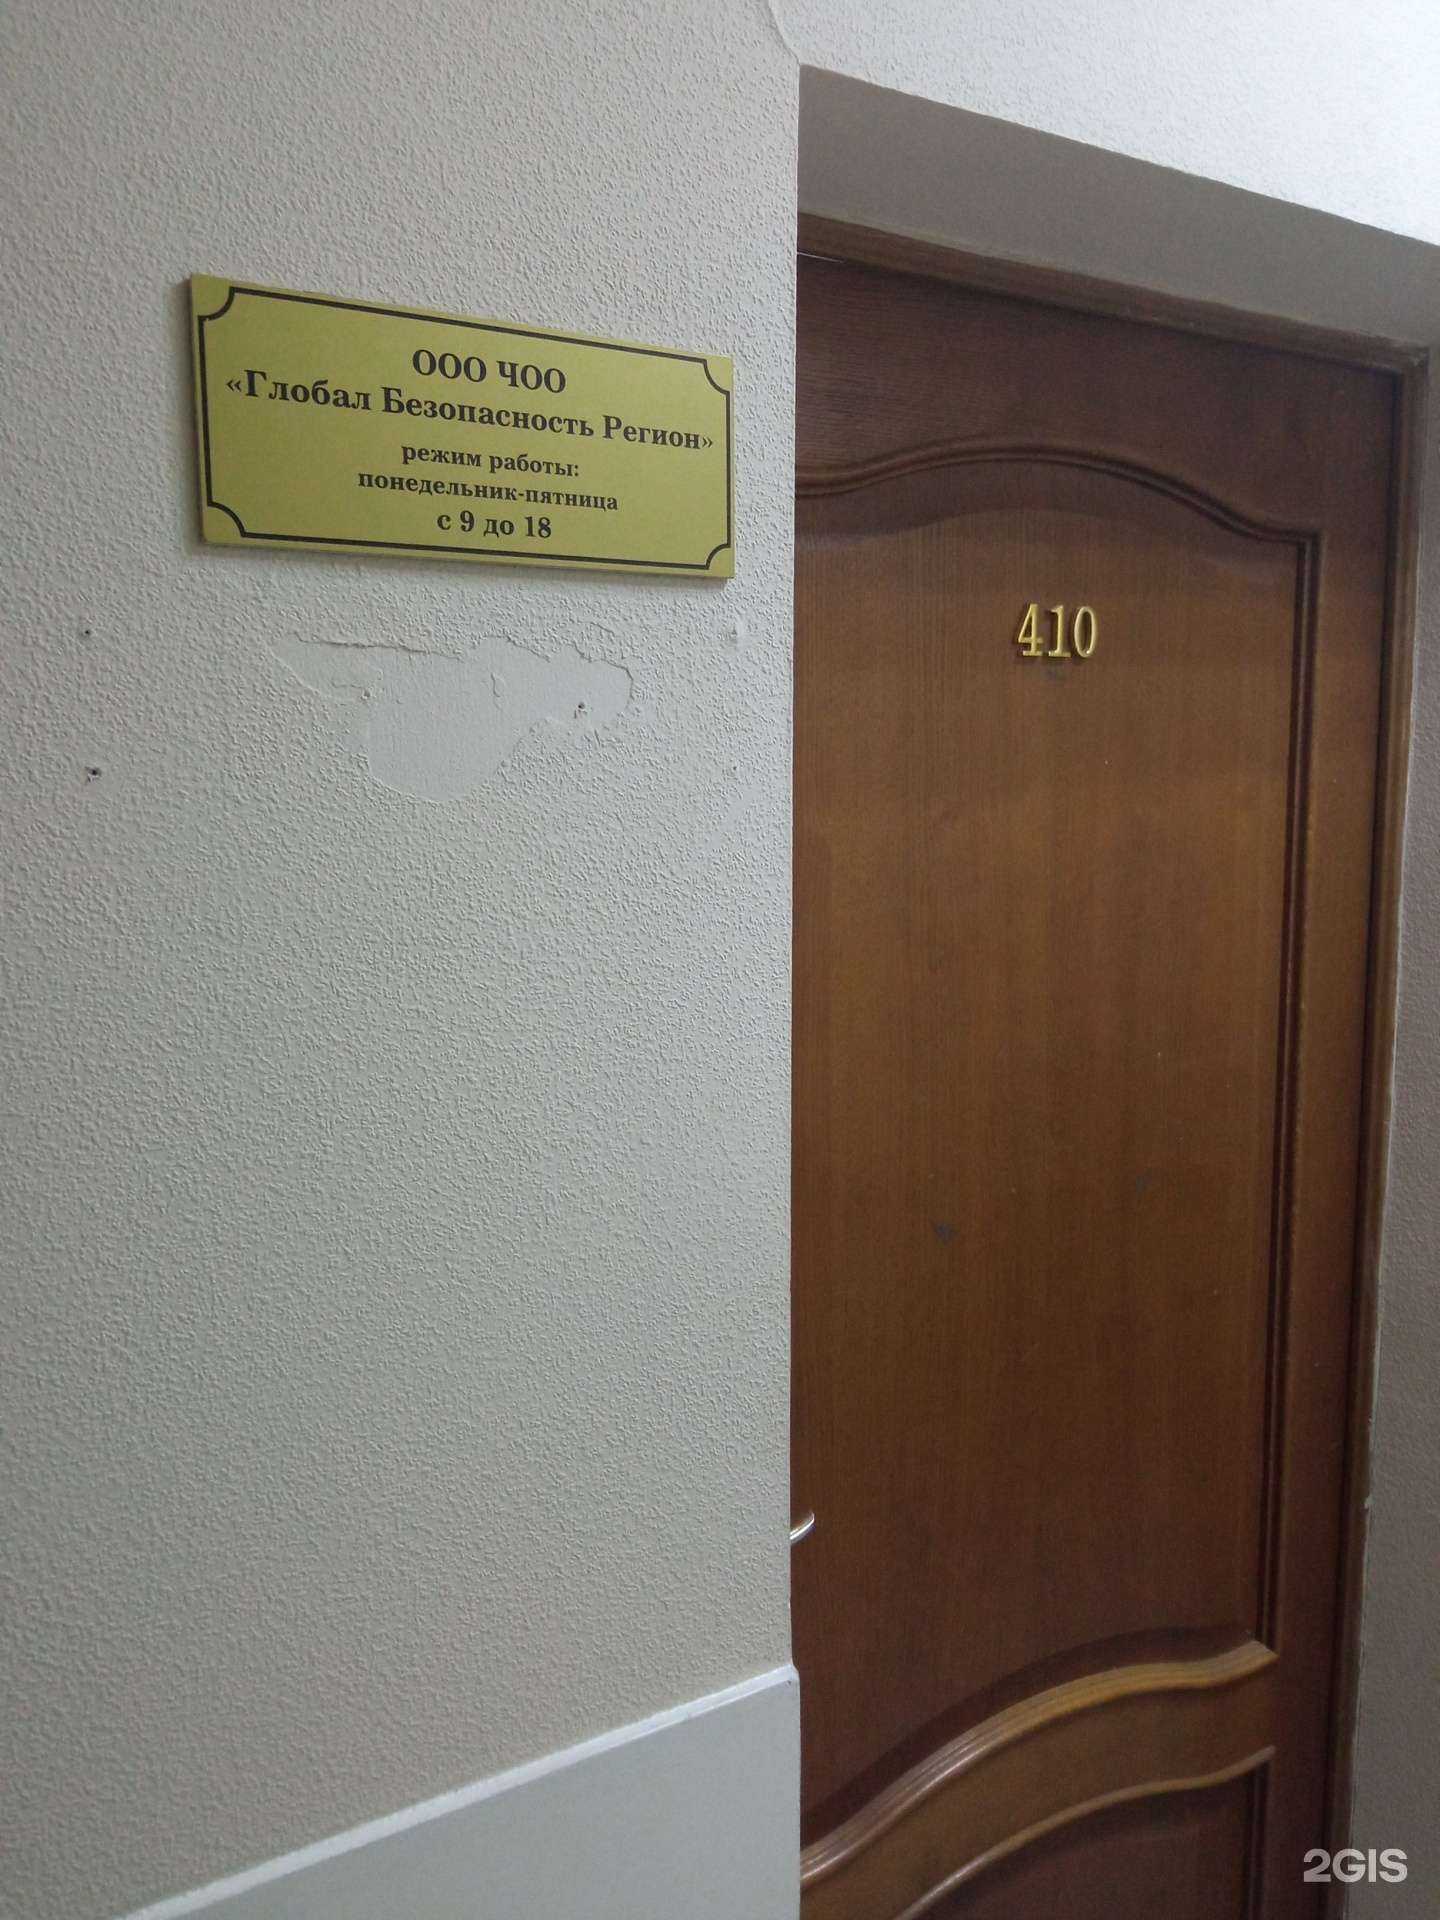 ООО ЧОО
«Глобал Безопасность Регион»
режим работы:
понедельник-пятница
с 9 до 18
410
2GIS